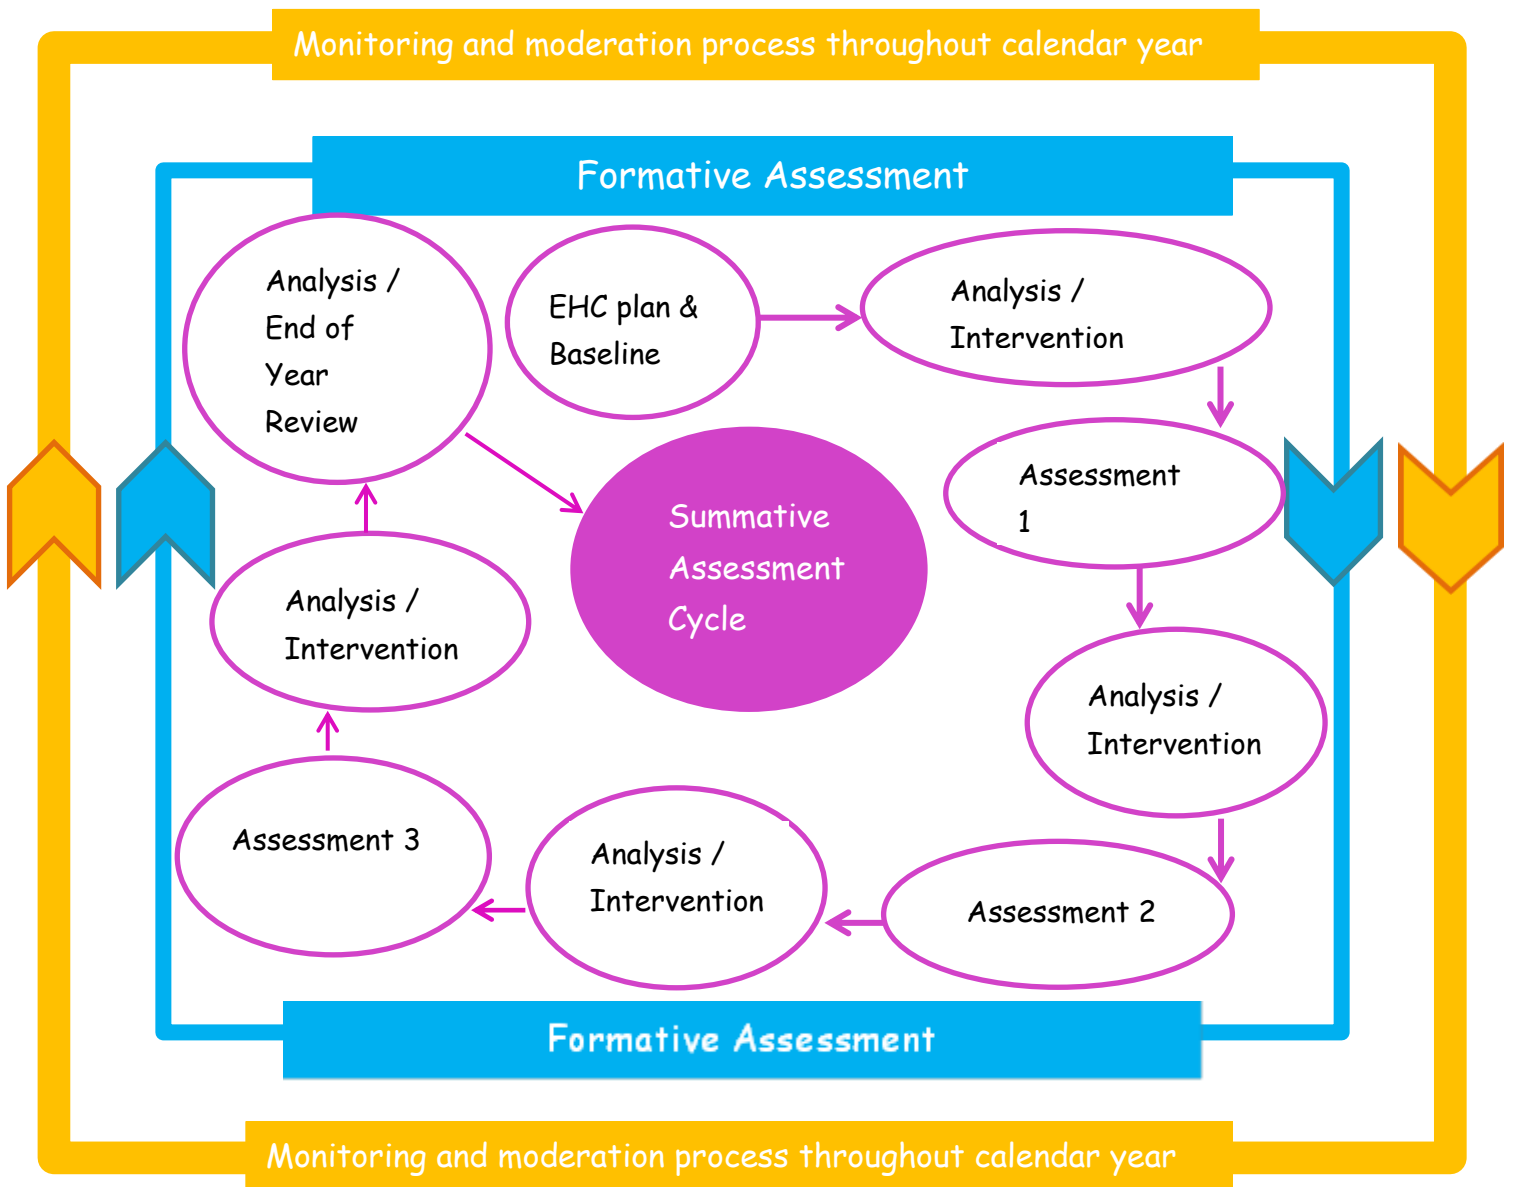 Monitoring and moderation process throughout calendar year
Formative Assessment
Analysis /
End of
Year
Review
EHC plan &
Baseline
Analysis /
Intervention
Assessment
1
Summative
Assessment
Cycle
Analysis /
Intervention
Analysis /
Intervention
Assessment 3
Analysis /
Intervention
Assessment 2
Formative Assessment
Monitoring and moderation process throughout calendar year